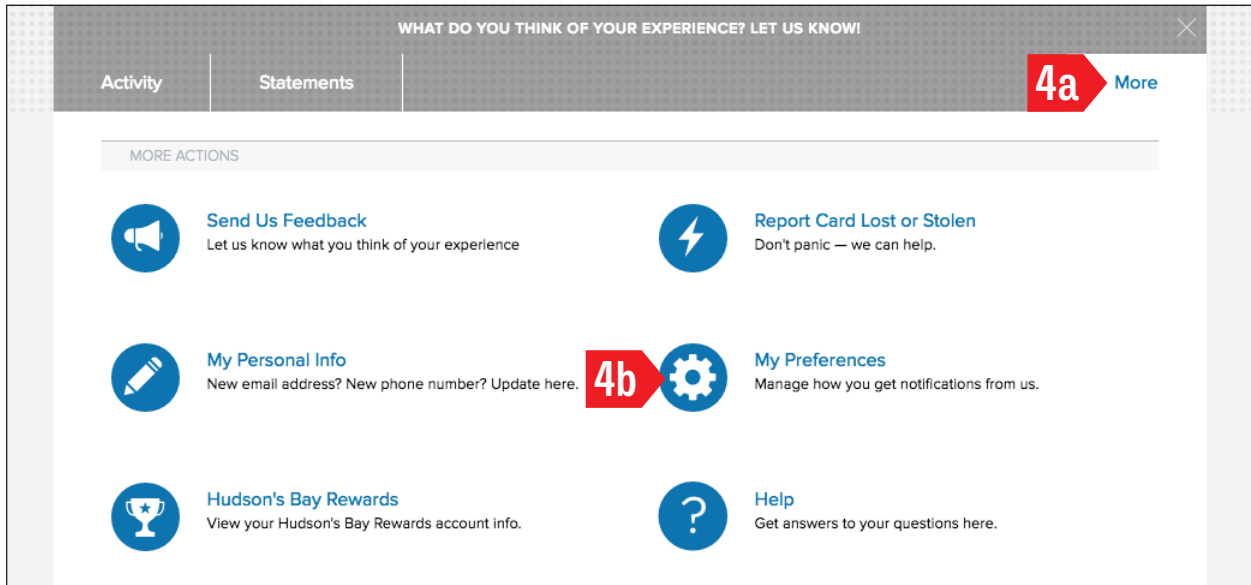 WHAT DO YOU THINK OF YOUR EXPERIENCE? LET US KNOW!
Activity
Statements
4a
More
MORE ACTIONS
Send Us Feedback
Let us know what you think of your experience
Report Card Lost or Stolen
Don't panic — we can help.
My Personal Info
New email address? New phone number? Update here.
4b
My Preferences
Manage how you get notifications from us.
Hudson's Bay Rewards
View your Hudson's Bay Rewards account info.
?
Help
Get answers to your questions here.